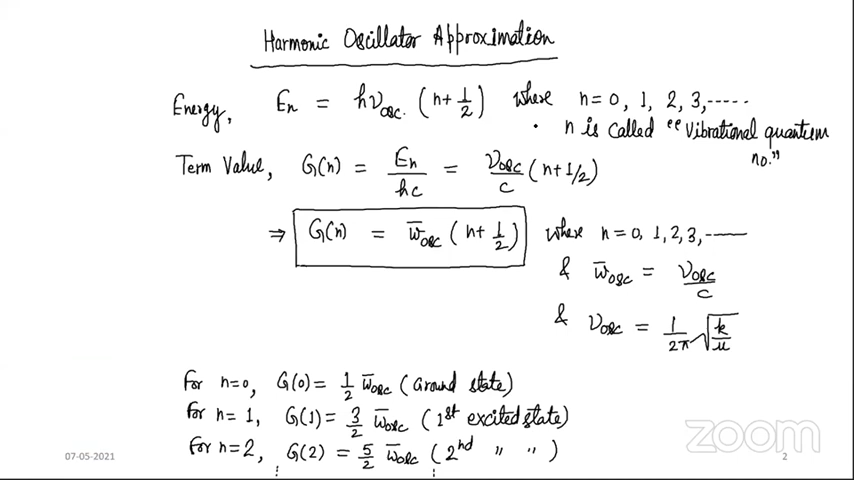 Harmonic Oscillator Approximation
Energy, En = hνosc. (n+1/2) where n=0, 1, 2, 3,-----
n is called "Vibrational quantum no."
Term Value, G(n) = En/hc = νosc/c (n+1/2)
⇒ G(n) = ω̄osc (n+1/2) where n=0, 1, 2, 3,-----
& ω̄osc = νosc/c
& νosc = 1/2π √k/μ
For n=0, G(0)= 1/2 ω̄osc (Ground state)
For n=1, G(1)= 3/2 ω̄osc (1st excited state)
For n=2, G(2) = 5/2 ω̄osc (2nd " " )
zoom
07-05-2021
2